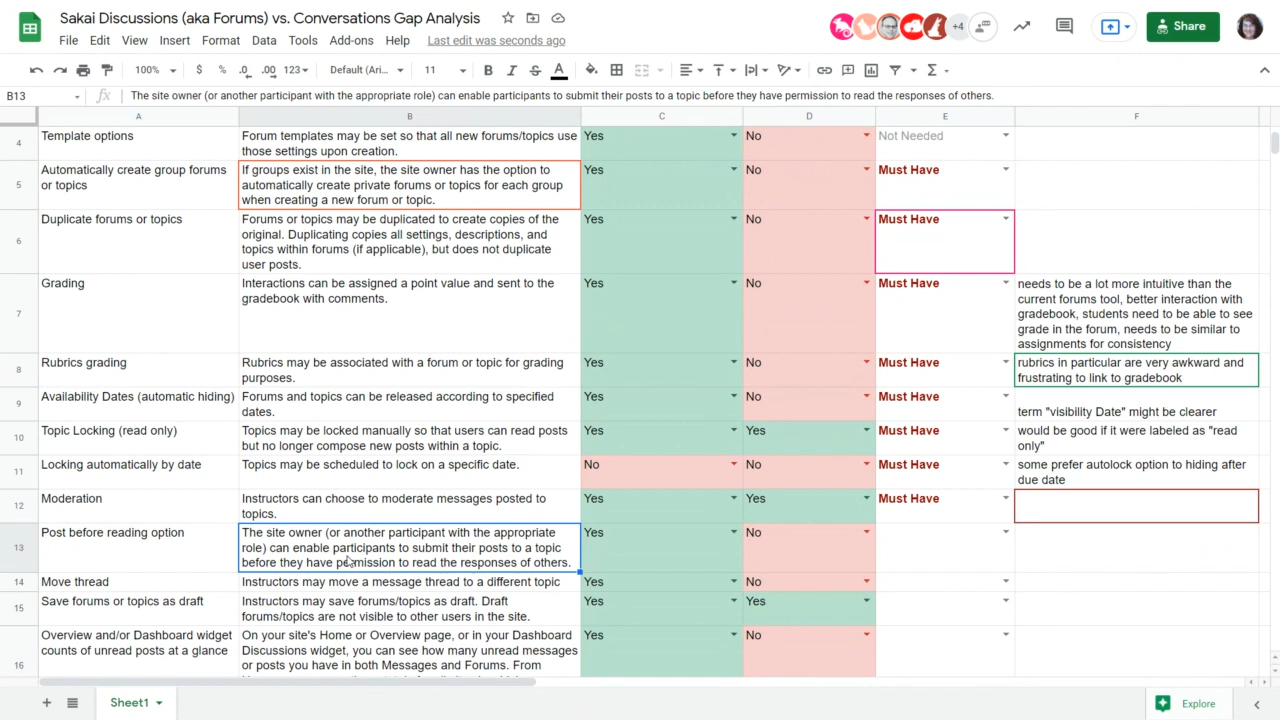 Sakai Discussions (aka Forums) vs. Conversations Gap Analysis
File Edit View Insert Format Data Tools Add-ons Help Last edit was seconds ago
+4
Share
100% $ % .0 .00 123 Default (Ari... 11 B I S A Σ
B13 fx The site owner (or another participant with the appropriate role) can enable participants to submit their posts to a topic before they have permission to read the responses of others.
A B C D E F
4 Template options Forum templates may be set so that all new forums/topics use Yes No Not Needed
those settings upon creation.
5 Automatically create group forums If groups exist in the site, the site owner has the option to Yes No Must Have
or topics automatically create private forums or topics for each group
when creating a new forum or topic.
6 Duplicate forums or topics Forums or topics may be duplicated to create copies of the Yes No Must Have
original. Duplicating copies all settings, descriptions, and
topics within forums (if applicable), but does not duplicate
user posts.
7 Grading Interactions can be assigned a point value and sent to the Yes No Must Have needs to be a lot more intuitive than the
gradebook with comments. current forums tool, better interaction with
gradebook, students need to be able to see
grade in the forum, needs to be similar to
assignments for consistency
8 Rubrics grading Rubrics may be associated with a forum or topic for grading Yes No Must Have rubrics in particular are very awkward and
purposes. frustrating to link to gradebook
9 Availability Dates (automatic hiding) Forums and topics can be released according to specified Yes No Must Have
dates. term "visibility Date" might be clearer
10 Topic Locking (read only) Topics may be locked manually so that users can read posts Yes Yes Must Have would be good if it were labeled as "read
but no longer compose new posts within a topic. only"
11 Locking automatically by date Topics may be scheduled to lock on a specific date. No No Must Have some prefer autolock option to hiding after
due date
12 Moderation Instructors can choose to moderate messages posted to Yes Yes Must Have
topics.
13 Post before reading option The site owner (or another participant with the appropriate Yes No
role) can enable participants to submit their posts to a topic
before they have permission to read the responses of others.
14 Move thread Instructors may move a message thread to a different topic Yes No
15 Save forums or topics as draft Instructors may save forums/topics as draft. Draft Yes Yes
forums/topics are not visible to other users in the site.
16 Overview and/or Dashboard widget On your site's Home or Overview page, or in your Dashboard Yes No
counts of unread posts at a glance Discussions widget, you can see how many unread messages
or posts you have in both Messages and Forums. From
Sheet1 Explore